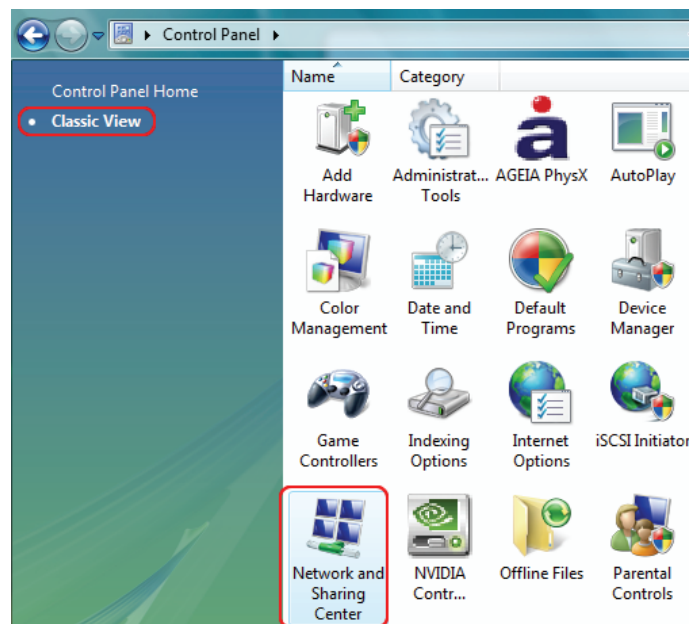 Control Panel
Control Panel Home
Classic View
Name Category
Add
Hardware
Administrat...
Tools
AGEIA PhysX
AutoPlay
Color
Management
Date and
Time
Default
Programs
Device
Manager
Game
Controllers
Indexing
Options
Internet
Options
iSCSI Initiator
Network and
Sharing
Center
NVIDIA
Contr...
Offline Files
Parental
Controls